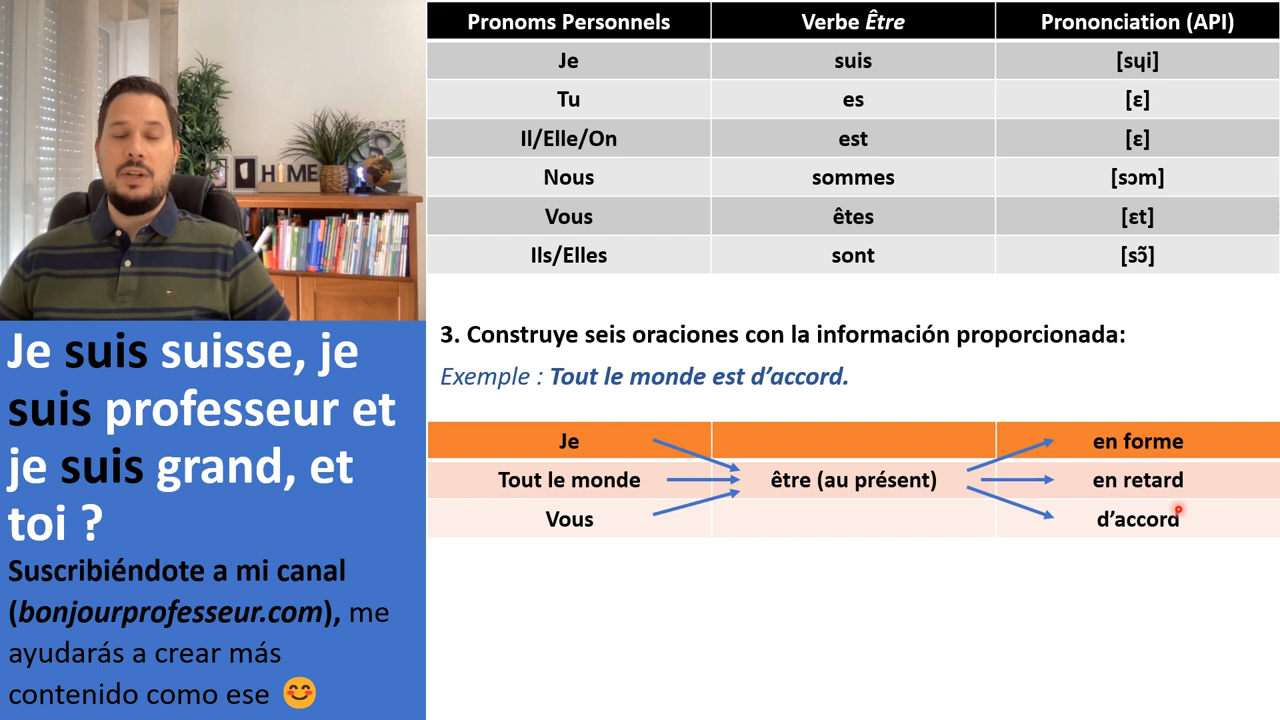 HOME
Je suis suisse, je
suis professeur et
je suis grand, et
toi ?
Suscribiéndote a mi canal
(bonjourprofesseur.com), me
ayudarás a crear más
contenido como ese 😊
Pronoms Personnels Verbe Être Prononciation (API)
Je suis [sɥi]
Tu es [ɛ]
Il/Elle/On est [ɛ]
Nous sommes [sɔm]
Vous êtes [ɛt]
Ils/Elles sont [sɔ̃]
3. Construye seis oraciones con la información proporcionada:
Exemple : Tout le monde est d’accord.
Je en forme
Tout le monde être (au présent) en retard
Vous d’accord